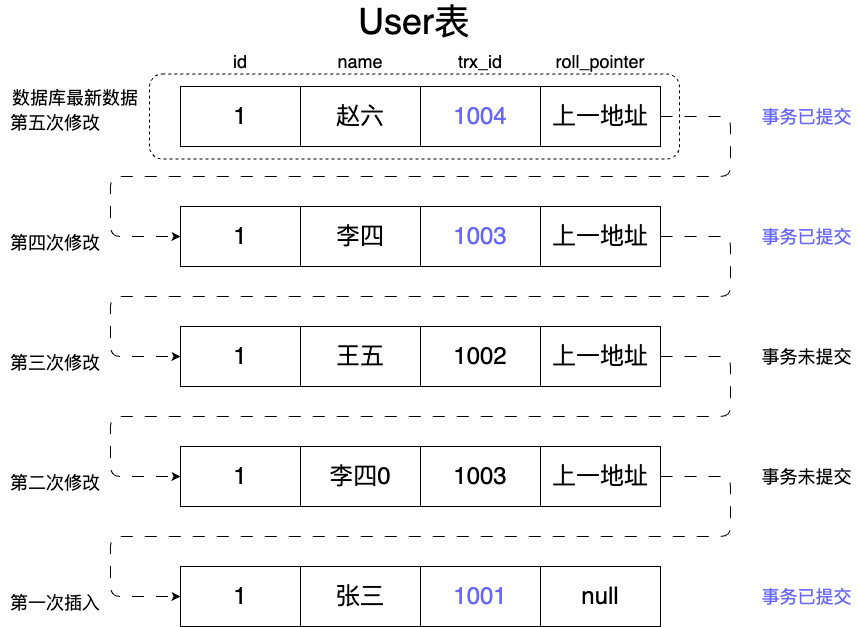 User表
id name trx_id roll_pointer
数据库最新数据
第五次修改
1 赵六 1004 上一地址 事务已提交
第四次修改 1 李四 1003 上一地址 事务已提交
第三次修改 1 王五 1002 上一地址 事务未提交
第二次修改 1 李四0 1003 上一地址 事务未提交
第一次插入 1 张三 1001 null 事务已提交